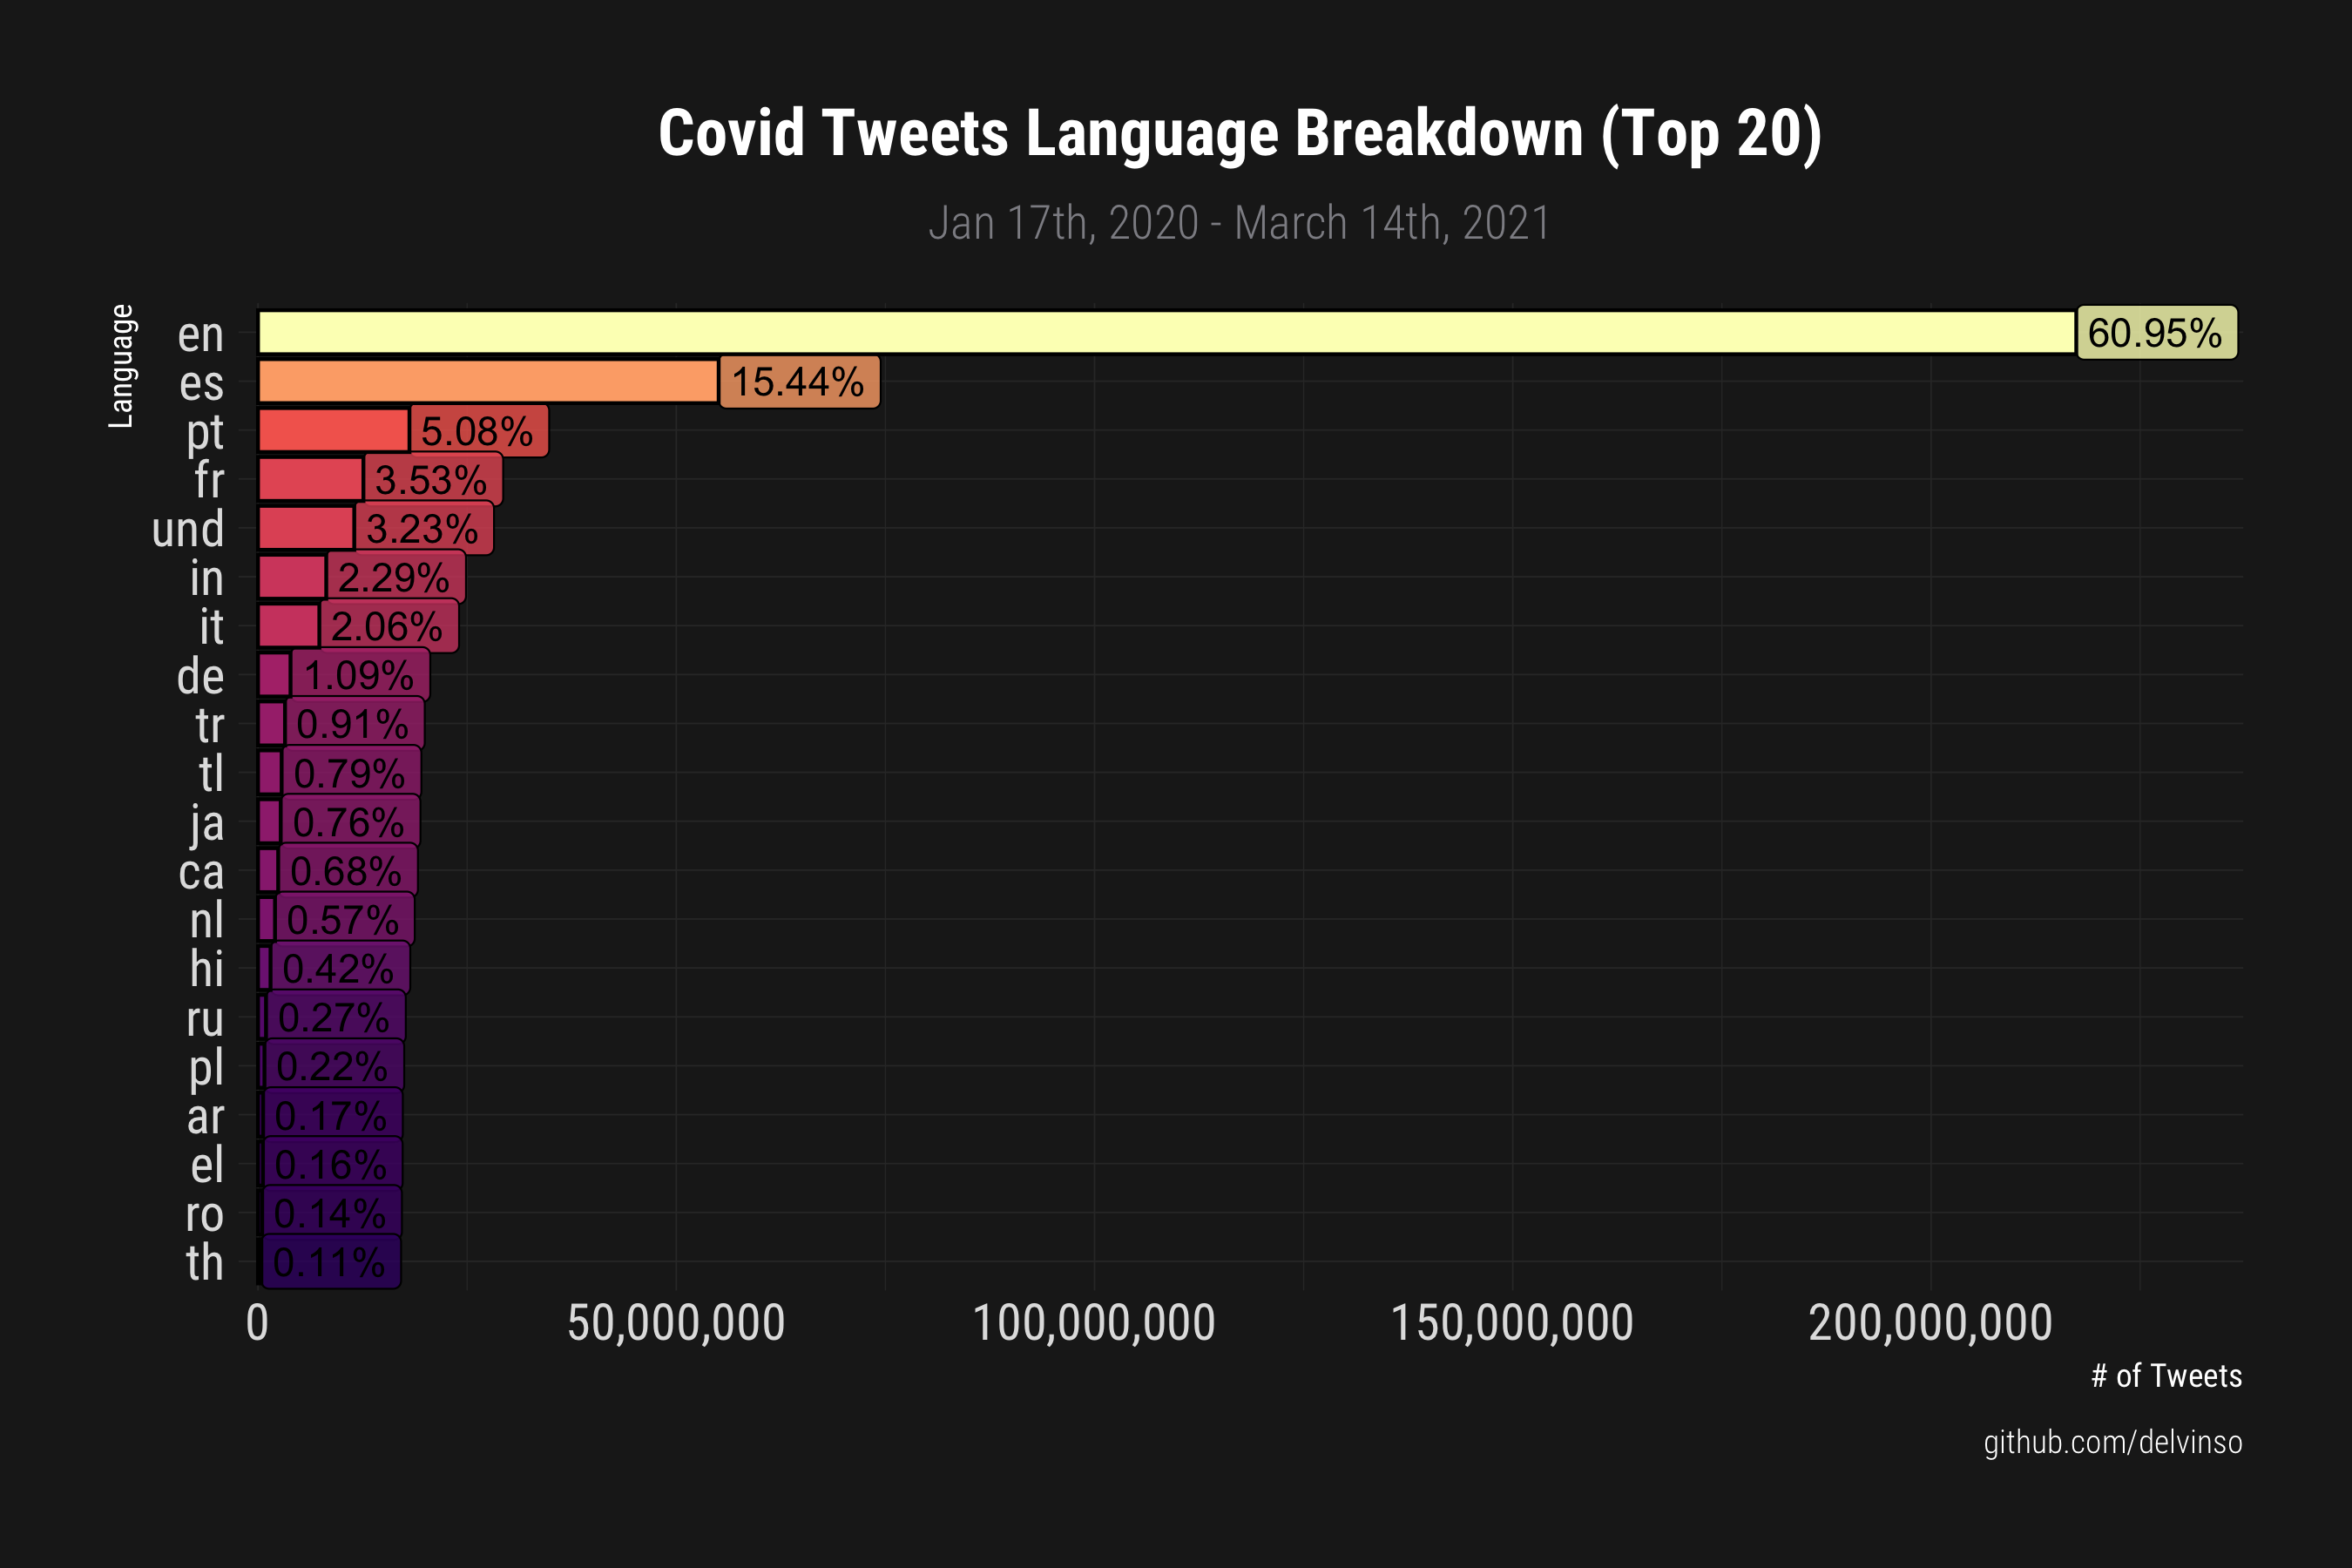 Covid Tweets Language Breakdown (Top 20)
Jan 17th, 2020 - March 14th, 2021
Language
en 60.95%
es 15.44%
pt 5.08%
fr 3.53%
und 3.23%
in 2.29%
it 2.06%
de 1.09%
tr 0.91%
tl 0.79%
ja 0.76%
ca 0.68%
nl 0.57%
hi 0.42%
ru 0.27%
pl 0.22%
ar 0.17%
el 0.16%
ro 0.14%
th 0.11%
0 50,000,000 100,000,000 150,000,000 200,000,000
# of Tweets
github.com/delvinso